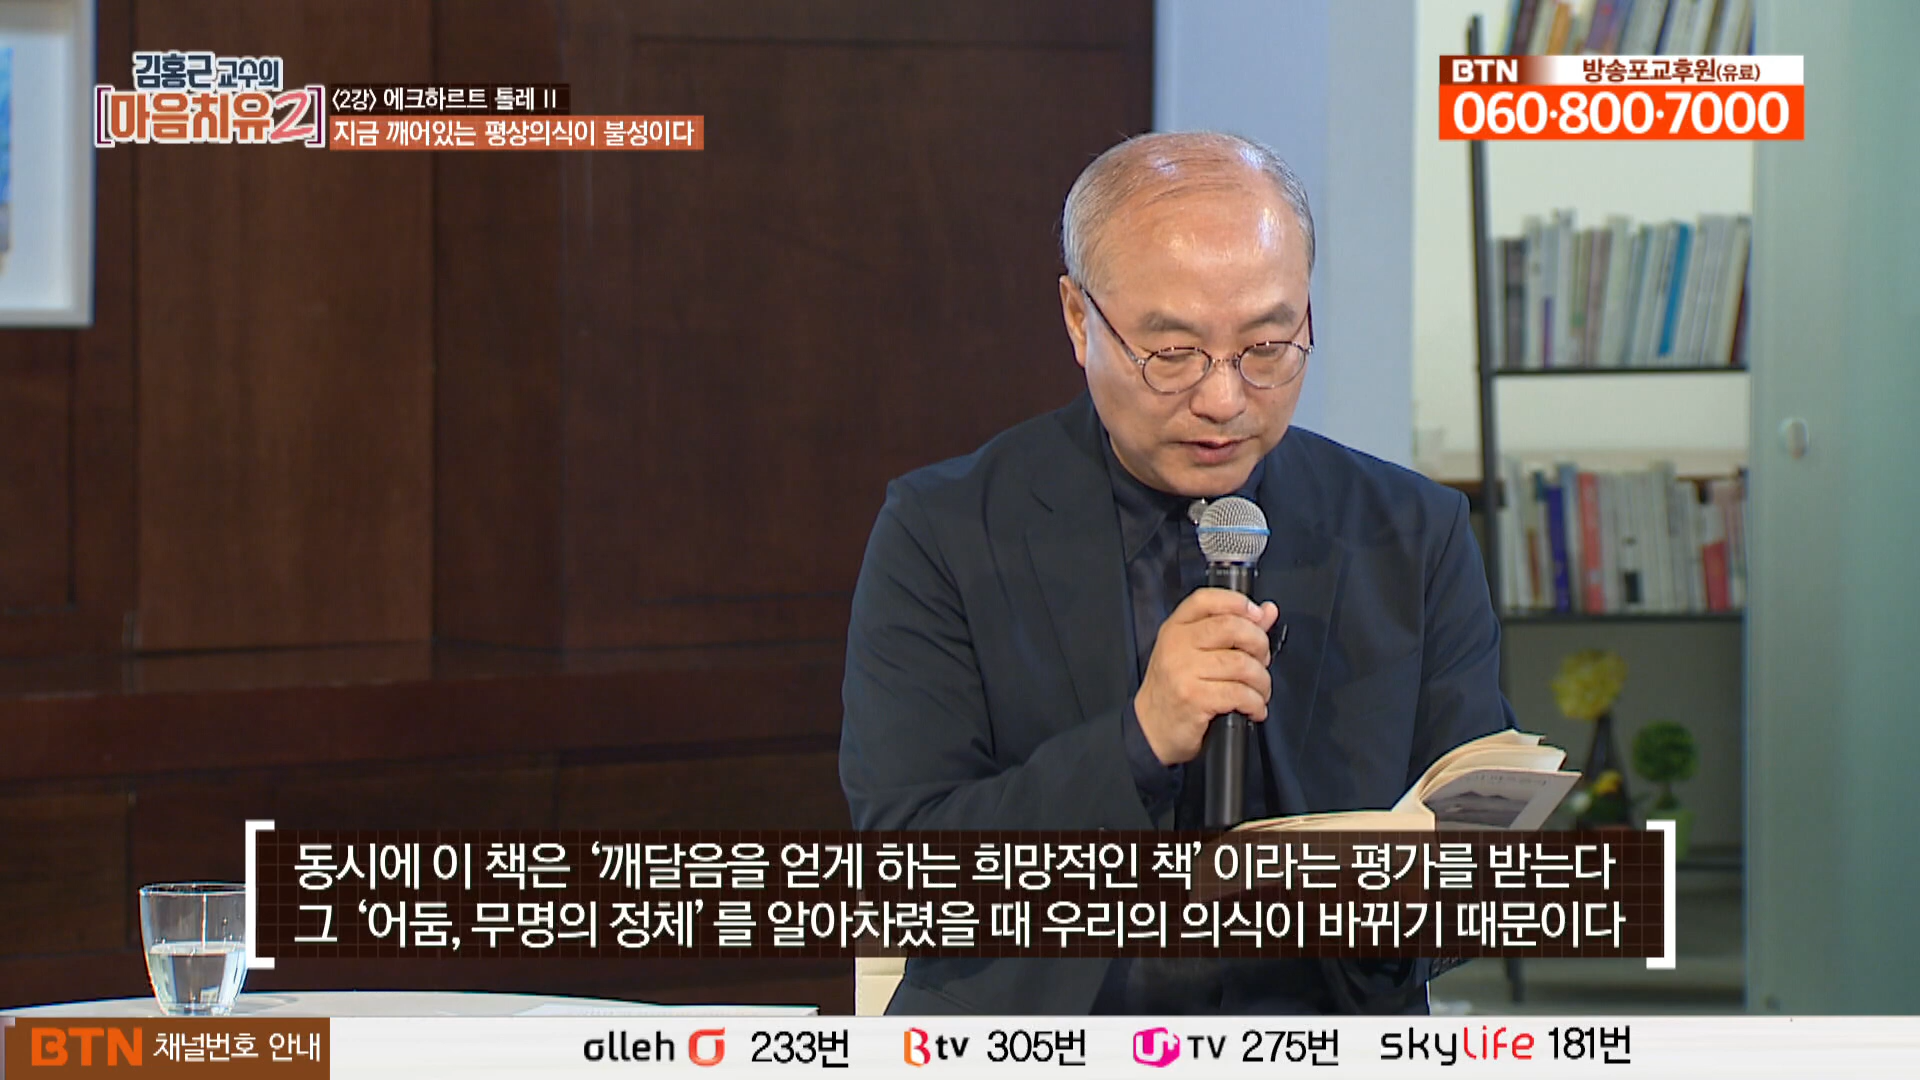 김홍근 교수의
[마음치유2]
〈2강〉 에크하르트 톨레 II
지금 깨어있는 평상의식이 불성이다
BTN 방송포교후원(유료)
060·800·7000
동시에 이 책은 ‘깨달음을 얻게 하는 희망적인 책’ 이라는 평가를 받는다
그 ‘어둠, 무명의 정체’ 를 알아차렸을 때 우리의 의식이 바뀌기 때문이다
BTN 채널번호 안내 olleh 233번 B tv 305번 U+ TV 275번 skylife 181번